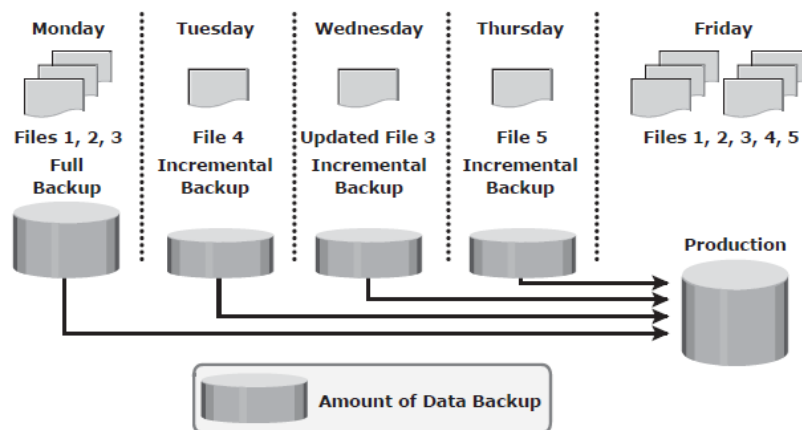 Monday
Tuesday
Wednesday
Thursday
Friday
Files 1, 2, 3
File 4
Updated File 3
File 5
Files 1, 2, 3, 4, 5
Full
Backup
Incremental
Backup
Incremental
Backup
Incremental
Backup
Production
Amount of Data Backup